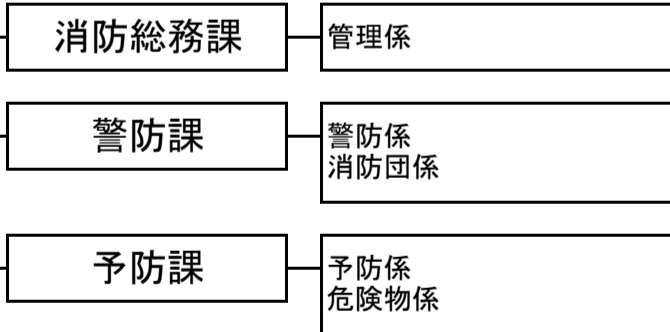 消防総務課
管理係
警防課
警防係
消防団係
予防課
予防係
危険物係